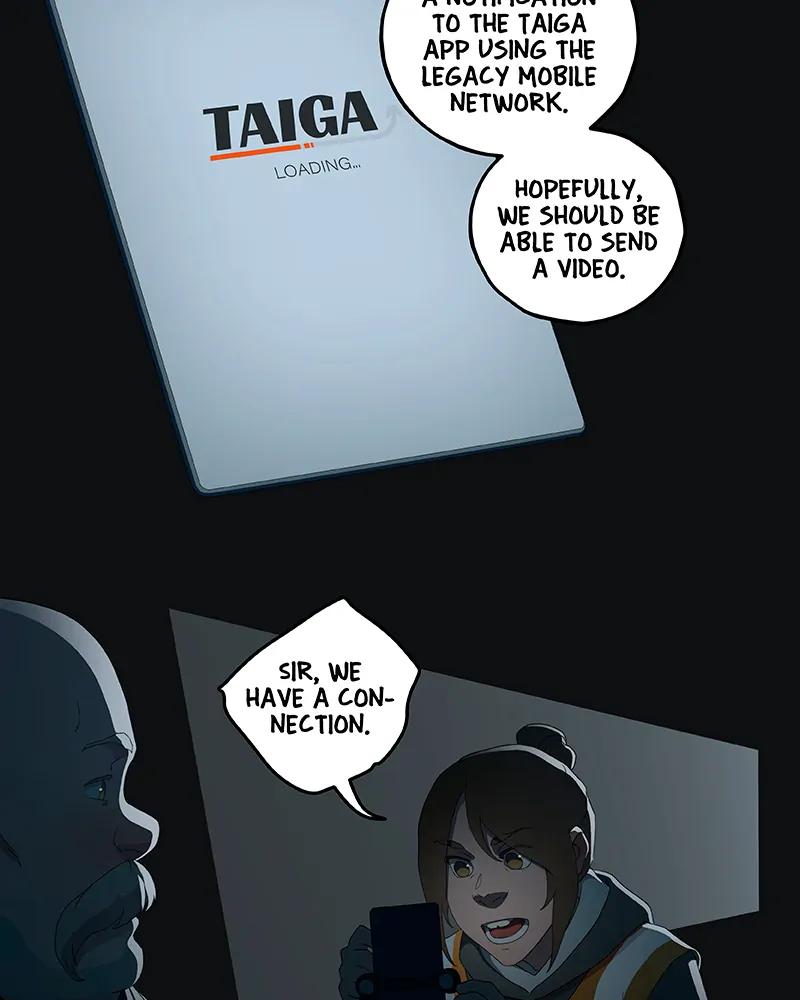 A NOTIFICATION
TO THE TAIGA
APP USING THE
LEGACY MOBILE
NETWORK.
TAIGA
LOADING...
HOPEFULLY,
WE SHOULD BE
ABLE TO SEND
A VIDEO.
SIR, WE
HAVE A CON-
NECTION.